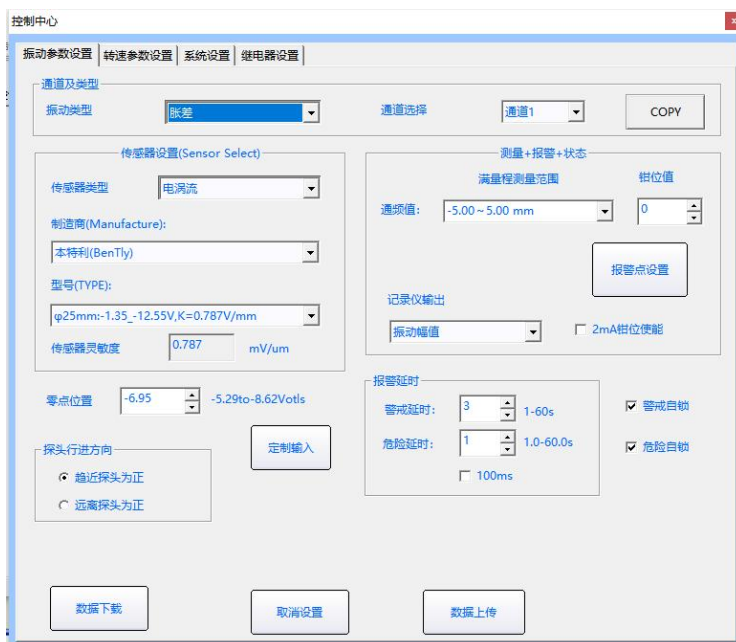 控制中心
x
振动参数设置 转速参数设置 系统设置 继电器设置
通道及类型
振动类型 胀差 通道选择 通道1 COPY
传感器设置(Sensor Select)
传感器类型 电涡流
制造商(Manufacture):
本特利(BenTly)
型号(TYPE):
φ25mm:-1.35_-12.55V,K=0.787V/mm
传感器灵敏度 0.787 mV/um
测量+报警+状态
满量程测量范围 钳位值
通频值: -5.00~5.00 mm 0
报警点设置
记录仪输出
振动幅值 2mA钳位使能
零点位置 -6.95 -5.29to-8.62Votls
定制输入
探头行进方向
趋近探头为正
远离探头为正
报警延时
警戒延时: 3 1-60s
危险延时: 1 1.0-60.0s
100ms
警戒自锁
危险自锁
数据下载 取消设置 数据上传